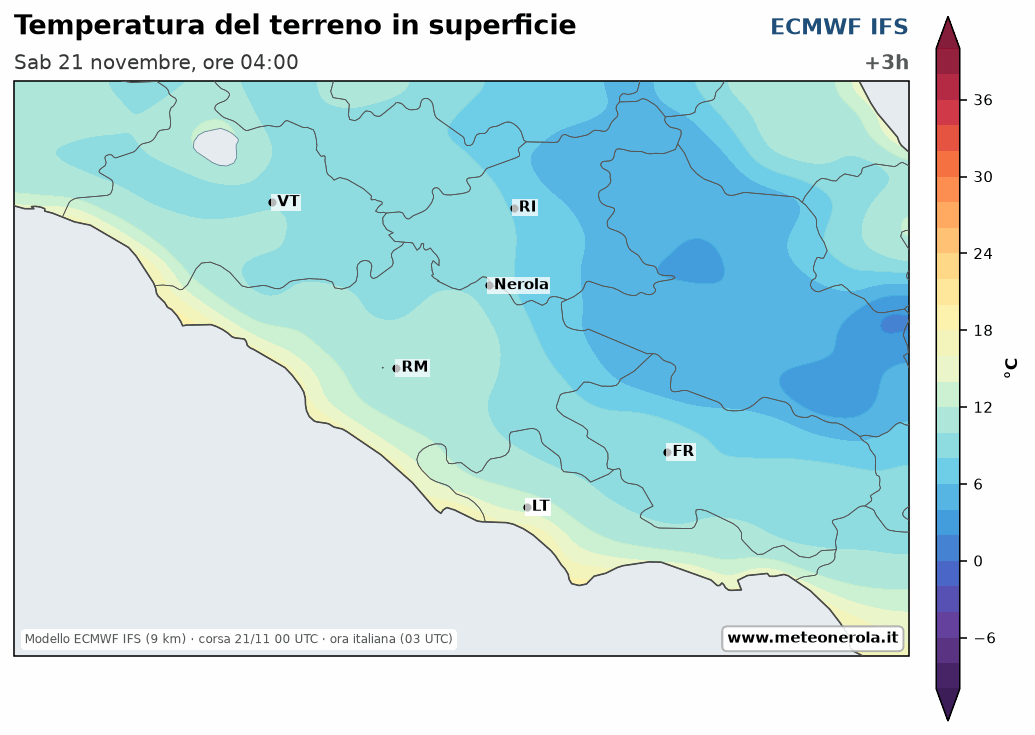 Temperatura del terreno in superficie
ECMWF IFS
Sab 21 novembre, ore 04:00
+3h
VT
RI
Nerola
RM
FR
LT
36
30
24
18
12
6
0
−6
°C
Modello ECMWF IFS (9 km) · corsa 21/11 00 UTC · ora italiana (03 UTC)
www.meteonerola.it